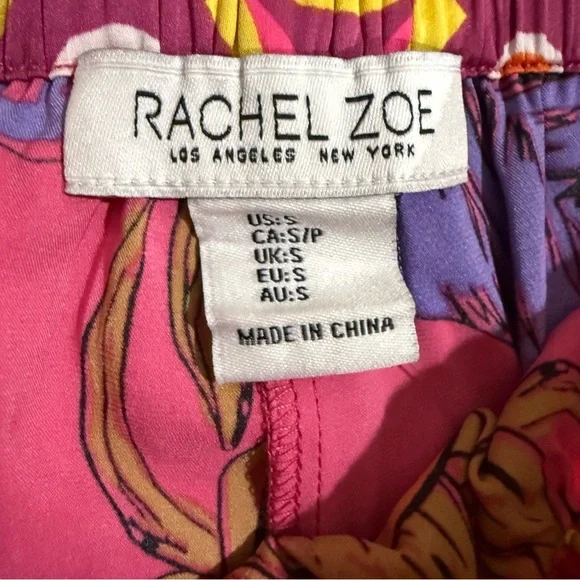 RACHEL ZOE
LOS ANGELES NEW YORK
US:S
CA:S/P
UK:S
EU:S
AU:S
MADE IN CHINA